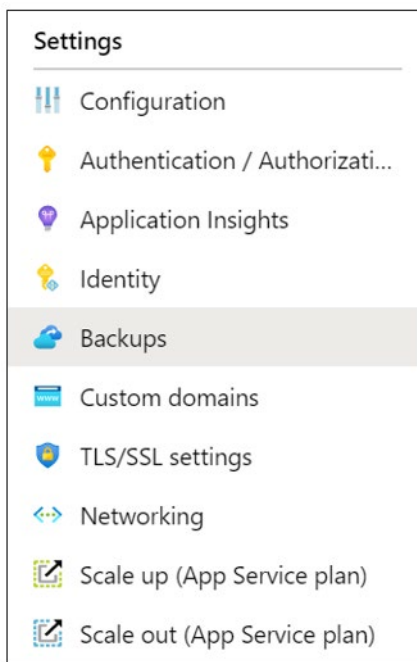 Settings
Configuration
Authentication / Authorizati...
Application Insights
Identity
Backups
Custom domains
www
TLS/SSL settings
Networking
Scale up (App Service plan)
Scale out (App Service plan)